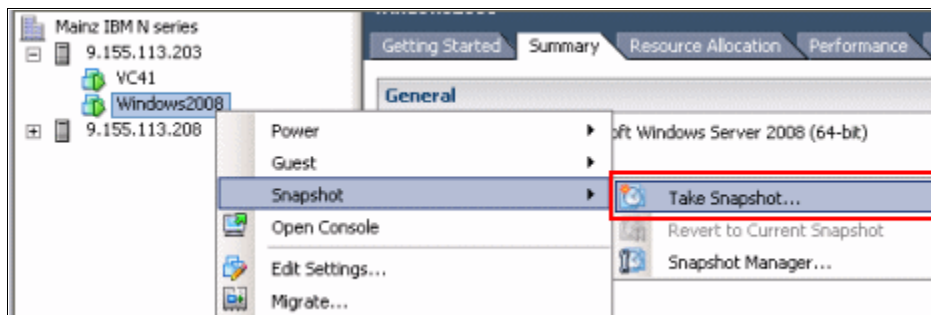 Mainz IBM N series
9.155.113.203
VC41
Windows2008
9.155.113.208
Getting Started Summary Resource Allocation Performance
General
oft Windows Server 2008 (64-bit)
Power
Guest
Snapshot
Open Console
Edit Settings...
Migrate...
Take Snapshot...
Revert to Current Snapshot
Snapshot Manager...